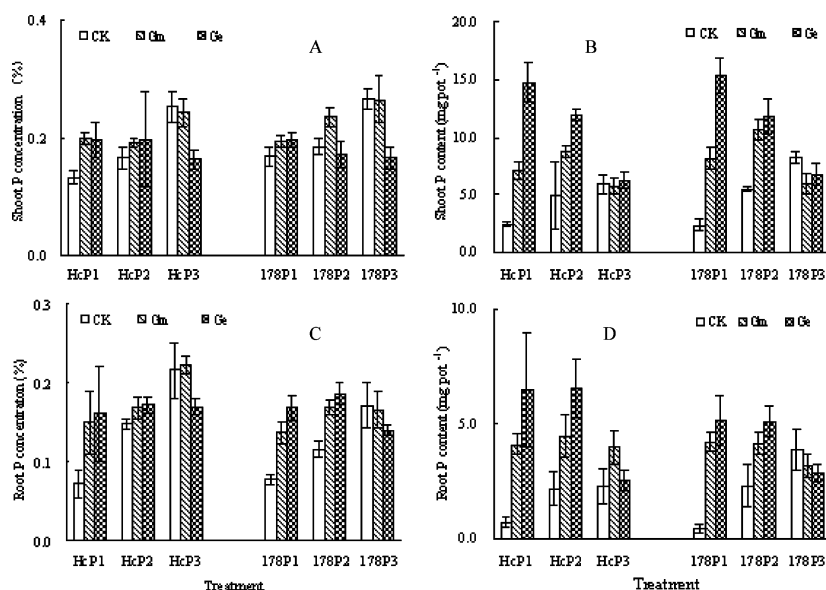 0.4
CK
Gm
Ge
A
0.2
0.0
Shoot P concentration (%)
HcP1
HcP2
HcP3
178P1
178P2
178P3
20.0
B
CK
Gm
Ge
15.0
10.0
5.0
0.0
Shoot P content (mg pot -1)
HcP1
HcP2
HcP3
178P1
178P2
178P3
0.3
CK
Gm
Ge
C
0.2
0.1
0.0
Root P concentration (%)
HcP1
HcP2
HcP3
178P1
178P2
178P3
Treatment
10.0
D
CK
Gm
Ge
5.0
0.0
Root P content (mg pot -1)
HcP1
HcP2
HcP3
178P1
178P2
178P3
Treatment